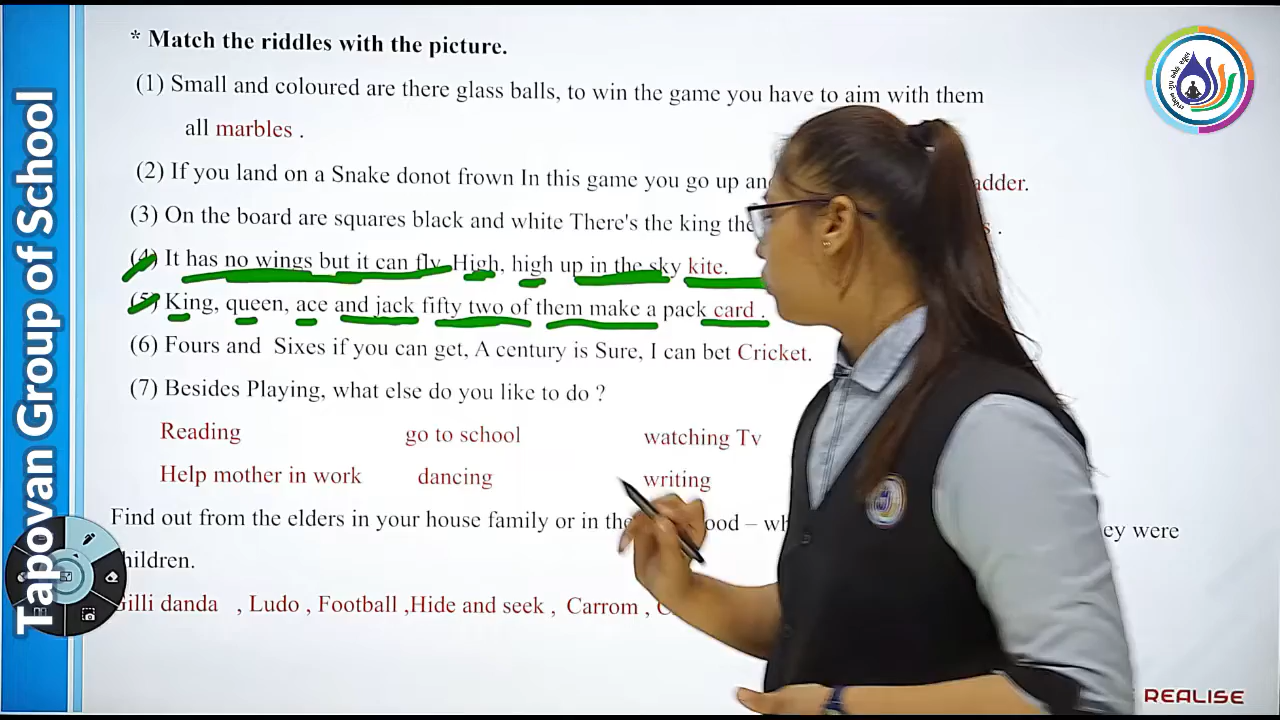 * Match the riddles with the picture.
(1) Small and coloured are there glass balls, to win the game you have to aim with them
all marbles .
(2) If you land on a Snake donot frown In this game you go up and adder.
(3) On the board are squares black and white There's the king the s .
(4) It has no wings but it can fly High, high up in the sky kite.
(5) King, queen, ace and jack fifty two of them make a pack card .
(6) Fours and Sixes if you can get, A century is Sure, I can bet Cricket.
(7) Besides Playing, what else do you like to do ?
Reading go to school watching Tv
Help mother in work dancing writing
Find out from the elders in your house family or in the ood – wh ey were
hildren.
illi danda , Ludo , Football ,Hide and seek , Carrom , C
Tapovan Group of School
REALISE